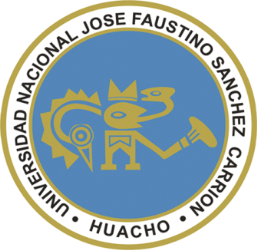 UNIVERSIDAD NACIONAL JOSE FAUSTINO SANCHEZ CARRION
• HUACHO •